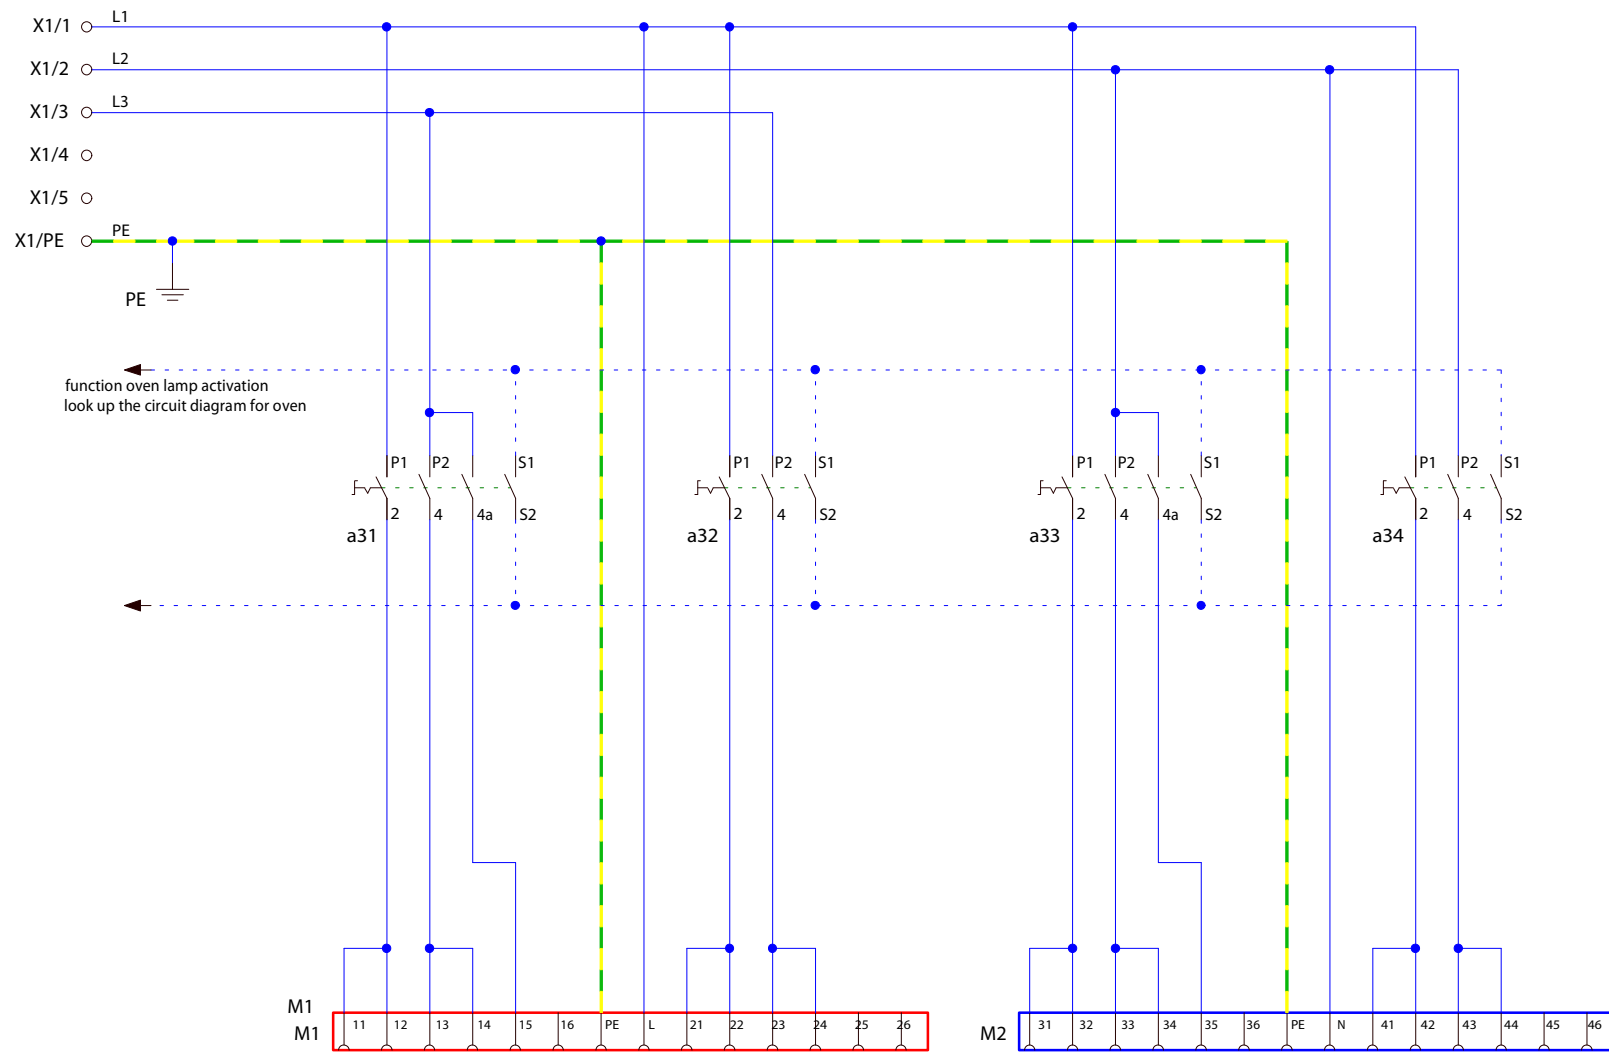 X1/1 L1
X1/2 L2
X1/3 L3
X1/4
X1/5
X1/PE PE
PE
function oven lamp activation
look up the circuit diagram for oven
P1 P2 S1 P1 P2 S1 P1 P2 S1 P1 P2 S1
2 4 4a S2 2 4 S2 2 4 4a S2 2 4 S2
a31 a32 a33 a34
M1
M1 11 12 13 14 15 16 PE L 21 22 23 24 25 26 M2 31 32 33 34 35 36 PE N 41 42 43 44 45 46